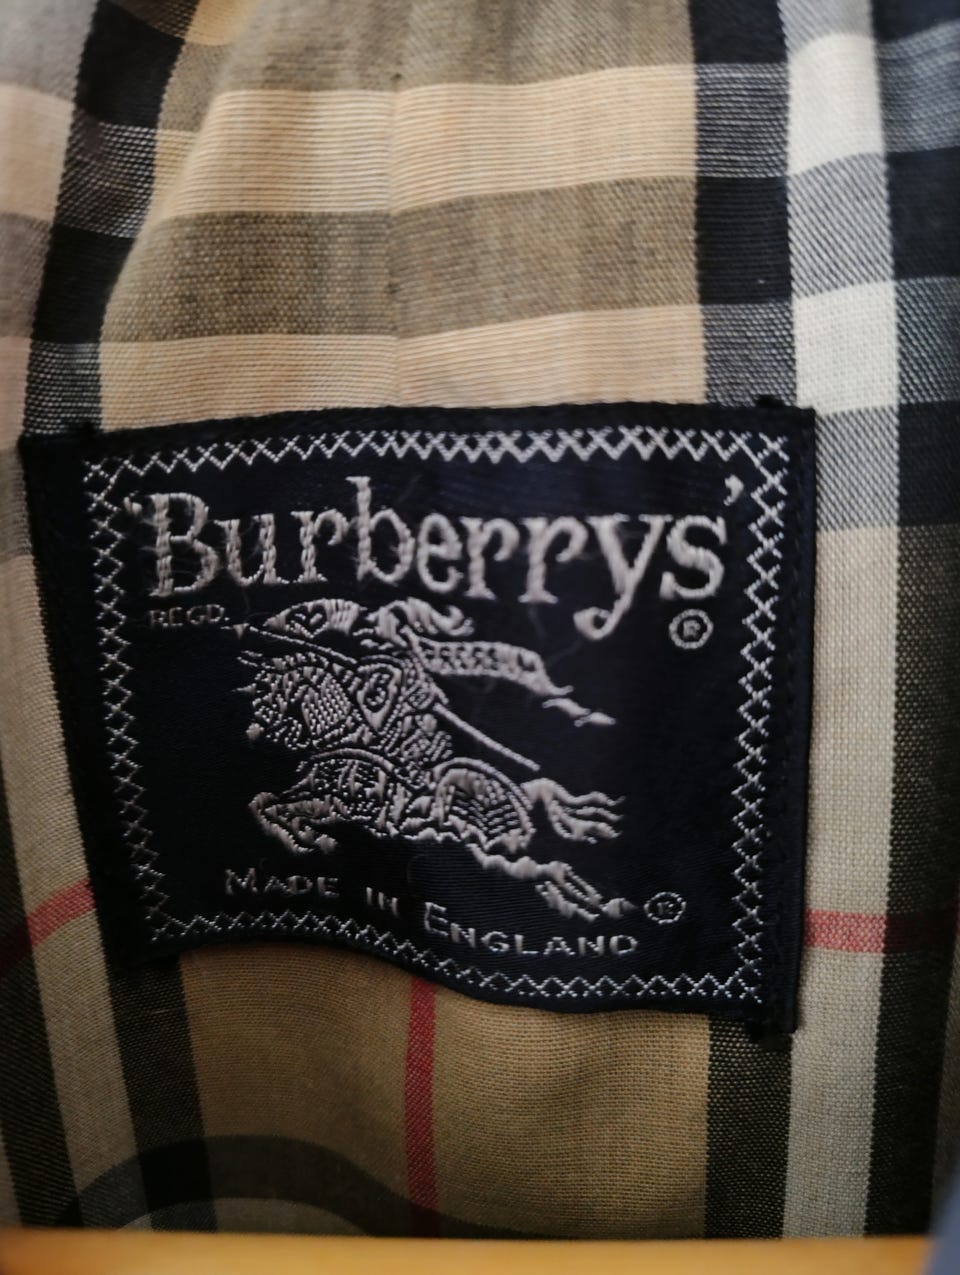 'Burberrys'
REGD. ®
®
MADE IN ENGLAND